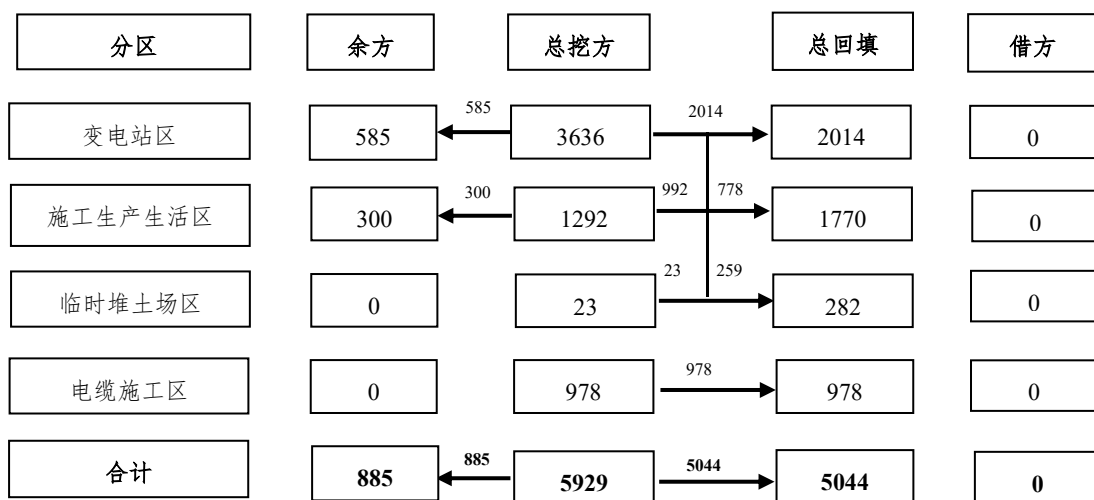 分区 余方 总挖方 总回填 借方
585 2014
变电站区 585 3636 2014 0
300 992 778
施工生产生活区 300 1292 1770 0
23 259
临时堆土场区 0 23 282 0
978
电缆施工区 0 978 978 0
885 5044
合计 885 5929 5044 0